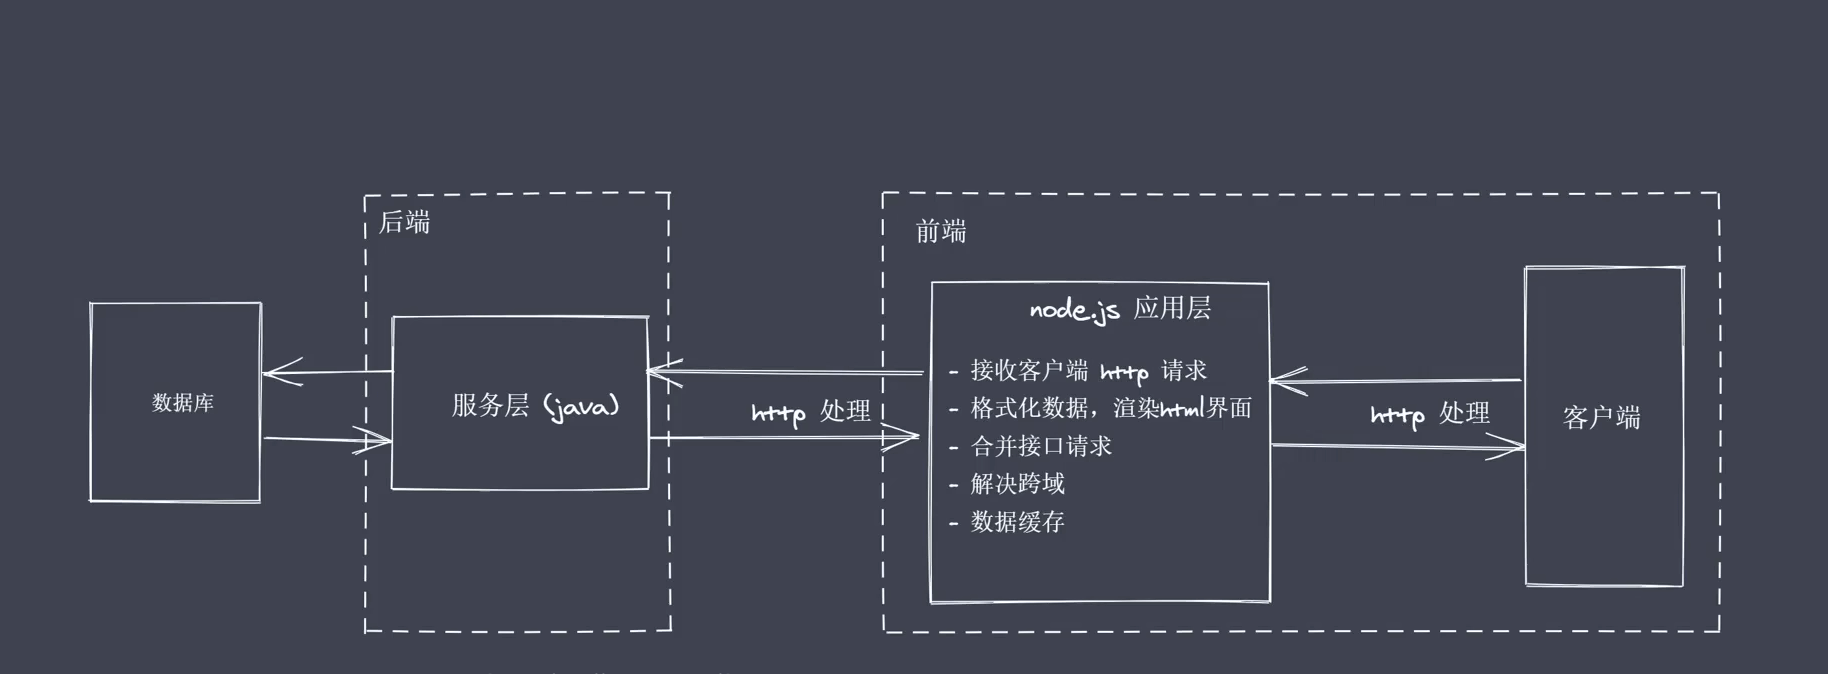 后端
前端
node.js 应用层
- 接收客户端 http 请求
- 格式化数据，渲染html界面
- 合并接口请求
- 解决跨域
- 数据缓存
数据库
服务层（java）
http 处理
http 处理
客户端